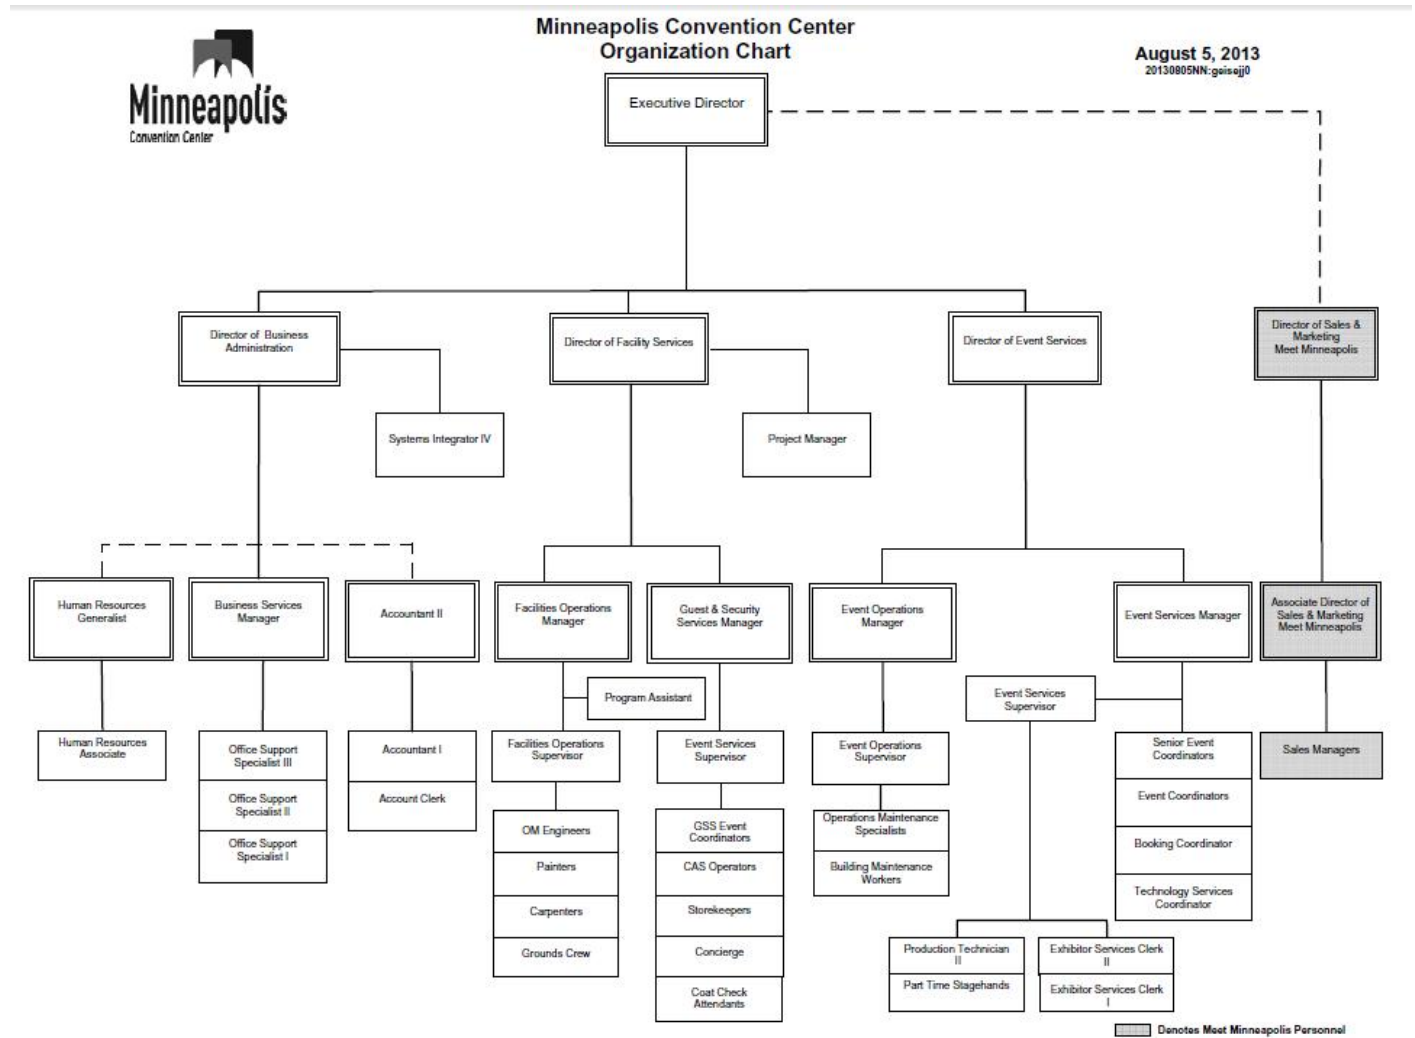 Minneapolis Convention Center
Organization Chart
August 5, 2013
20130805NN:geisejj0
Minneapolis
Convention Center
Executive Director
Director of Business
Administration
Director of Facility Services
Director of Event Services
Director of Sales &
Marketing
Meet Minneapolis
Systems Integrator IV
Project Manager
Human Resources
Generalist
Business Services
Manager
Accountant II
Facilities Operations
Manager
Guest & Security
Services Manager
Event Operations
Manager
Event Services Manager
Associate Director of
Sales & Marketing
Meet Minneapolis
Program Assistant
Event Services
Supervisor
Human Resources
Associate
Office Support
Specialist III
Office Support
Specialist II
Office Support
Specialist I
Accountant I
Account Clerk
Facilities Operations
Supervisor
OM Engineers
Painters
Carpenters
Grounds Crew
Event Services
Supervisor
GSS Event
Coordinators
CAS Operators
Storekeepers
Concierge
Coat Check
Attendants
Event Operations
Supervisor
Operations Maintenance
Specialists
Building Maintenance
Workers
Senior Event
Coordinators
Event Coordinators
Booking Coordinator
Technology Services
Coordinator
Sales Managers
Production Technician
II
Part Time Stagehands
Exhibitor Services Clerk
II
Exhibitor Services Clerk
I
Denotes Meet Minneapolis Personnel